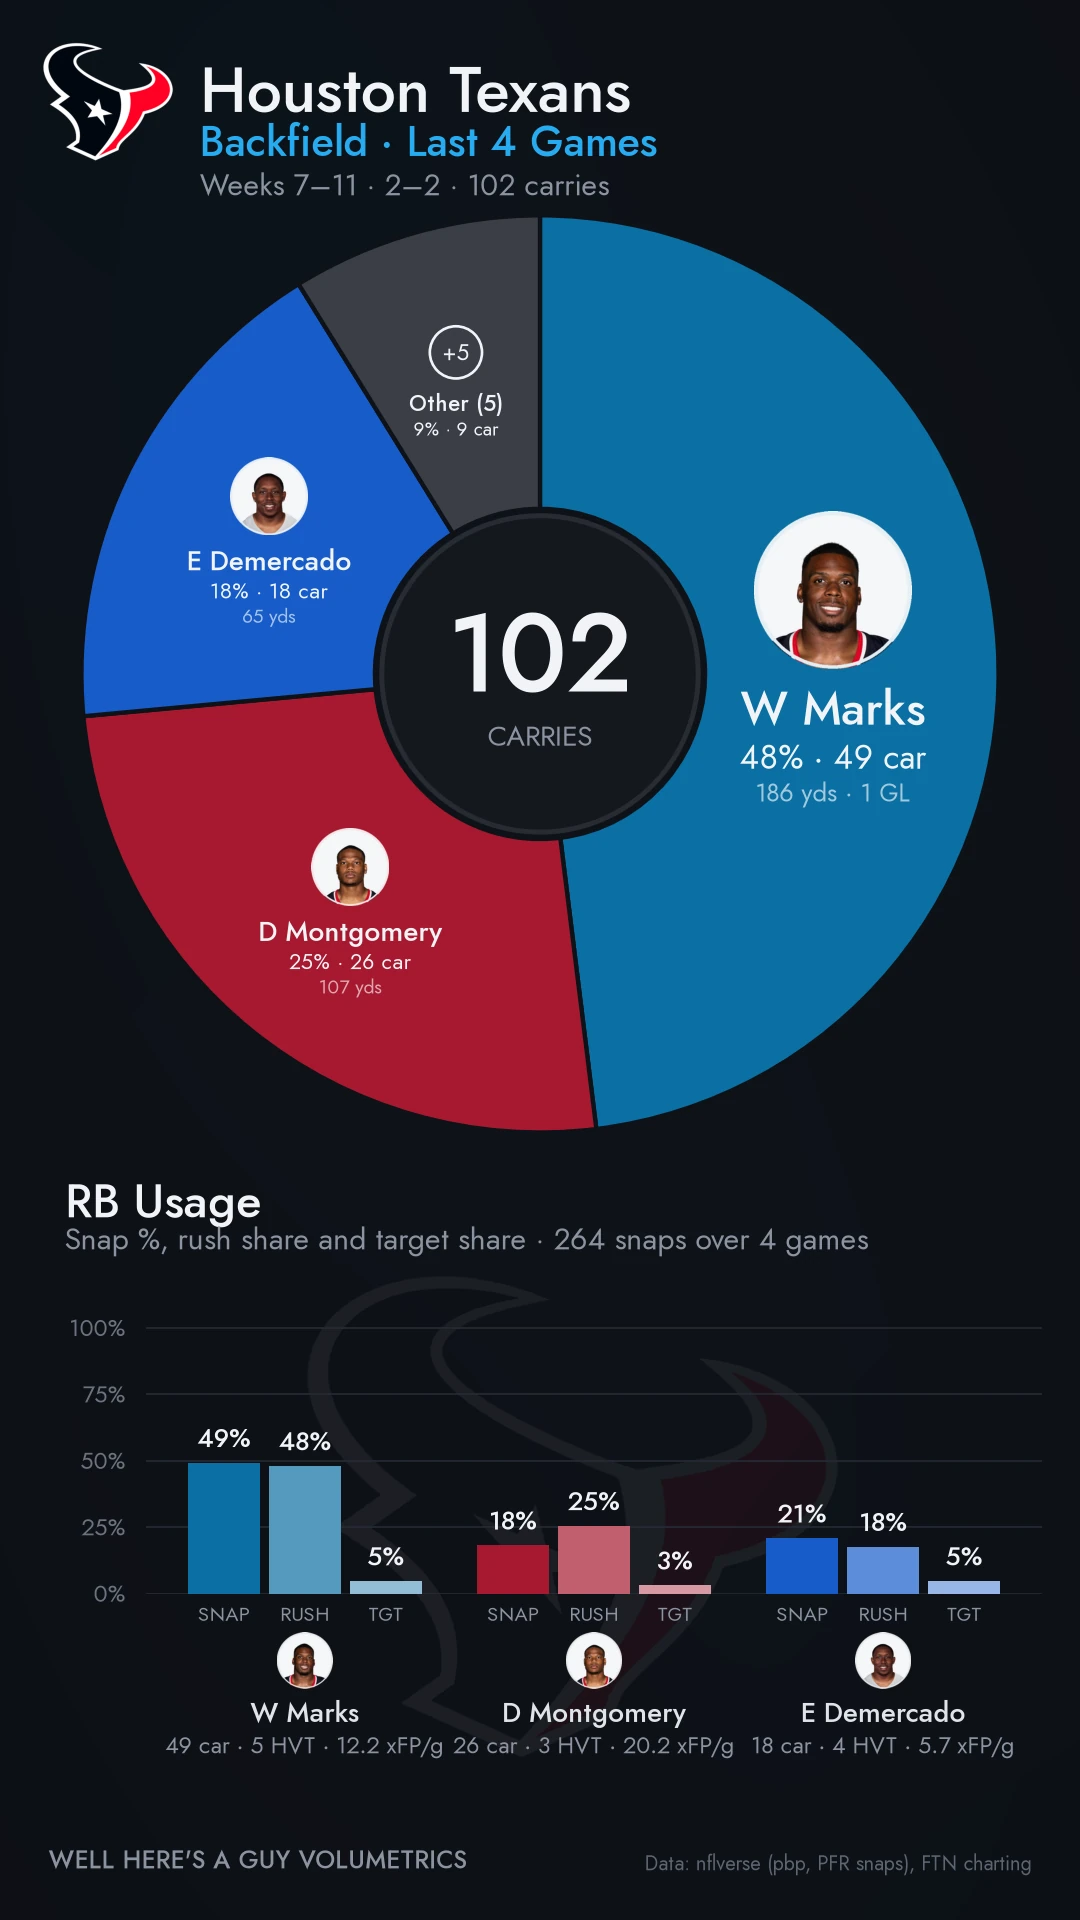 Houston Texans
Backfield · Last 4 Games
Weeks 7–11 · 2–2 · 102 carries
+5
Other (5)
9% · 9 car
E Demercado
18% · 18 car
65 yds
102
CARRIES
W Marks
48% · 49 car
186 yds · 1 GL
D Montgomery
25% · 26 car
107 yds
RB Usage
Snap %, rush share and target share · 264 snaps over 4 games
100%
75%
50%
25%
0%
49% 48% 5% 18% 25% 3% 21% 18% 5%
SNAP RUSH TGT SNAP RUSH TGT SNAP RUSH TGT
W Marks D Montgomery E Demercado
49 car · 5 HVT · 12.2 xFP/g 26 car · 3 HVT · 20.2 xFP/g 18 car · 4 HVT · 5.7 xFP/g
WELL HERE'S A GUY VOLUMETRICS
Data: nflverse (pbp, PFR snaps), FTN charting